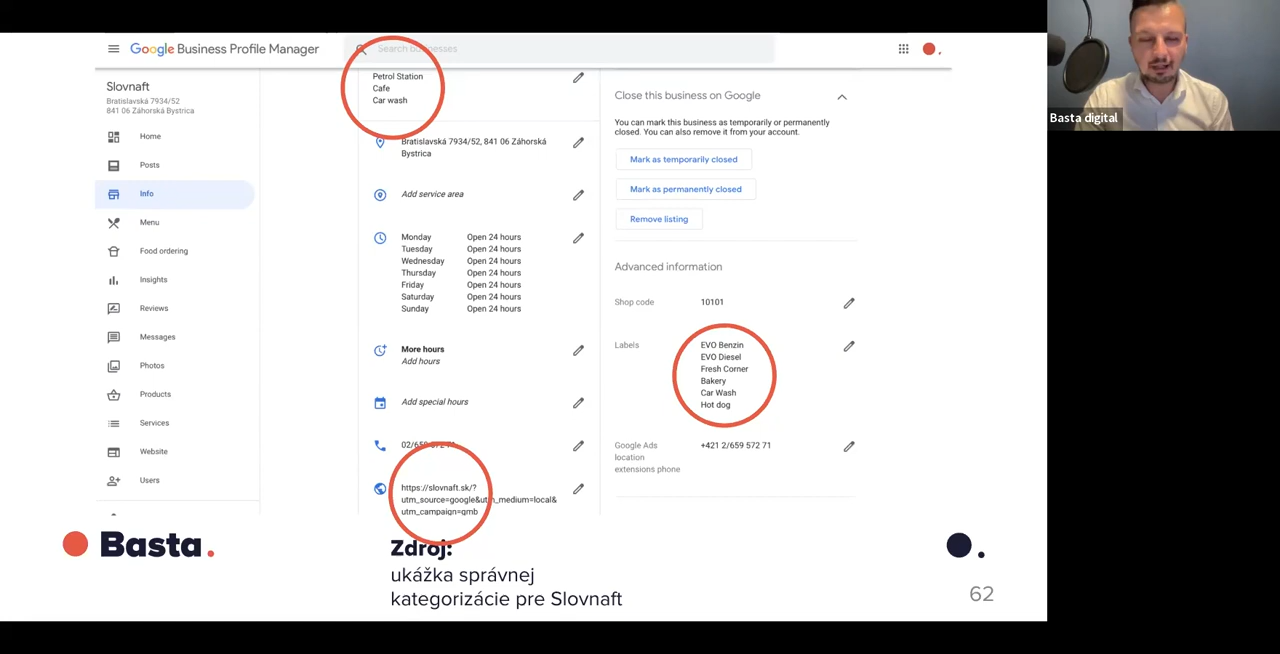 Google Business Profile Manager
Search businesses
Slovnaft
Bratislavská 7934/52
841 06 Záhorská Bystrica
Home
Posts
Info
Menu
Food ordering
Insights
Reviews
Messages
Photos
Products
Services
Website
Users
Petrol Station
Cafe
Car wash
Bratislavská 7934/52, 841 06 Záhorská
Bystrica
Add service area
Monday Open 24 hours
Tuesday Open 24 hours
Wednesday Open 24 hours
Thursday Open 24 hours
Friday Open 24 hours
Saturday Open 24 hours
Sunday Open 24 hours
More hours
Add hours
Add special hours
02/659 572 71
https://slovnaft.sk/?
utm_source=google&utm_medium=local&
utm_campaign=gmb
Close this business on Google
You can mark this business as temporarily or permanently
closed. You can also remove it from your account.
Mark as temporarily closed
Mark as permanently closed
Remove listing
Advanced information
Shop code 10101
Labels
EVO Benzin
EVO Diesel
Fresh Corner
Bakery
Car Wash
Hot dog
Google Ads
location
extensions phone
+421 2/659 572 71
Basta.
Zdroj:
ukážka správnej
kategorizácie pre Slovnaft
62
Basta digital